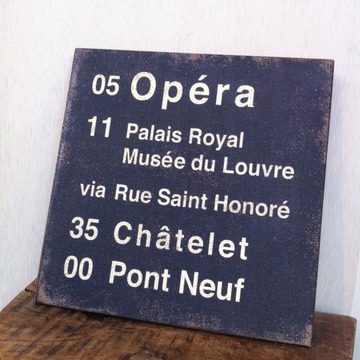 05 Opéra
11 Palais Royal
Musée du Louvre
via Rue Saint Honoré
35 Châtelet
00 Pont Neuf